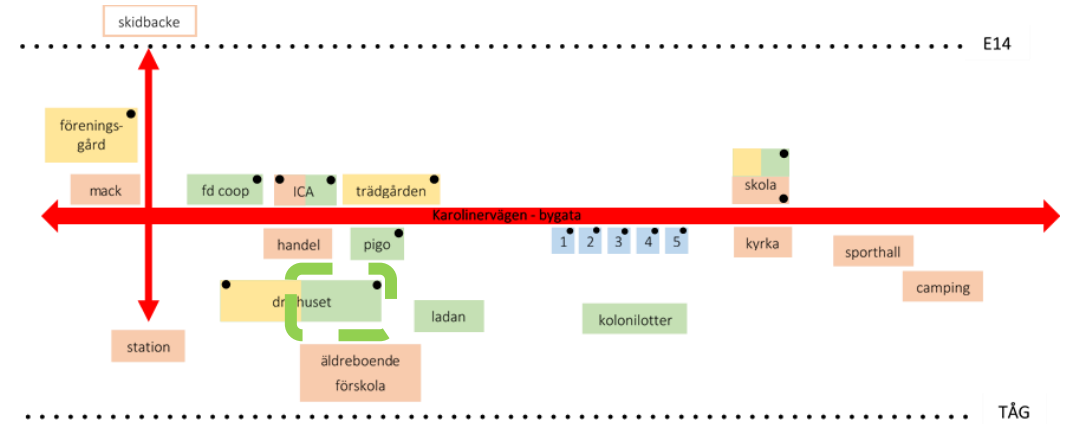 skidbacke
E14
förenings-
gård
mack
fd coop
ICA
trädgården
skola
Karolinervägen - bygata
handel
pigo
1
2
3
4
5
kyrka
sporthall
camping
dr huset
ladan
kolonilotter
station
äldreboende
förskola
TÅG